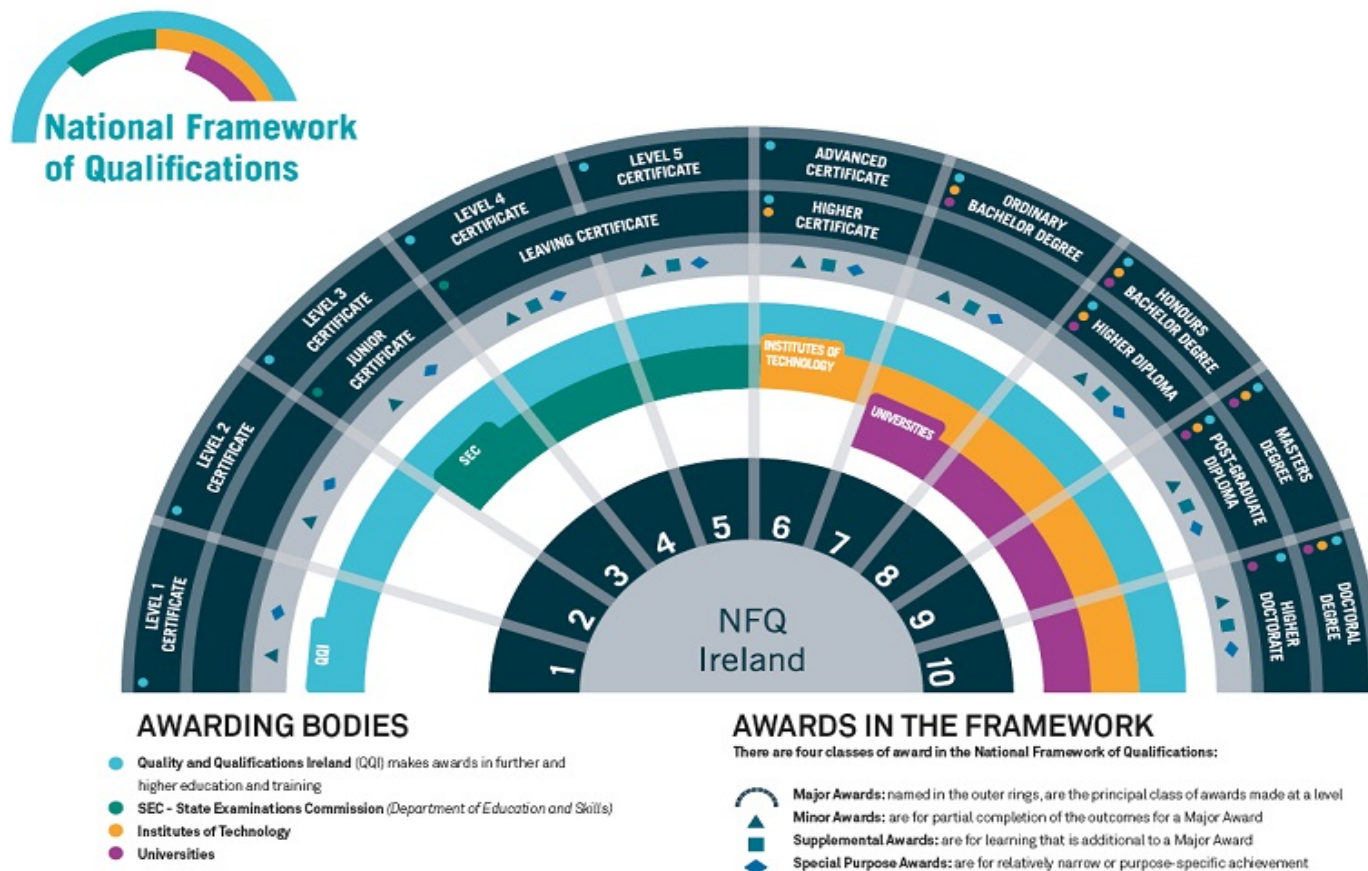 National Framework
of Qualifications
LEVEL 1
CERTIFICATE
LEVEL 2
CERTIFICATE
LEVEL 3
CERTIFICATE
JUNIOR
CERTIFICATE
LEVEL 4
CERTIFICATE
LEAVING CERTIFICATE
LEVEL 5
CERTIFICATE
ADVANCED
CERTIFICATE
HIGHER
CERTIFICATE
ORDINARY
BACHELOR DEGREE
HONOURS
BACHELOR DEGREE
HIGHER DIPLOMA
MASTERS
DEGREE
POST-GRADUATE
DIPLOMA
DOCTORAL
DEGREE
HIGHER
DOCTORATE
QQI
SEC
INSTITUTES OF
TECHNOLOGY
UNIVERSITIES
1
2
3
4
5
6
7
8
9
10
NFQ
Ireland
AWARDING BODIES
Quality and Qualifications Ireland (QQI) makes awards in further and
higher education and training
SEC - State Examinations Commission (Department of Education and Skills)
Institutes of Technology
Universities
AWARDS IN THE FRAMEWORK
There are four classes of award in the National Framework of Qualifications:
Major Awards: named in the outer rings, are the principal class of awards made at a level
Minor Awards: are for partial completion of the outcomes for a Major Award
Supplemental Awards: are for learning that is additional to a Major Award
Special Purpose Awards: are for relatively narrow or purpose-specific achievement